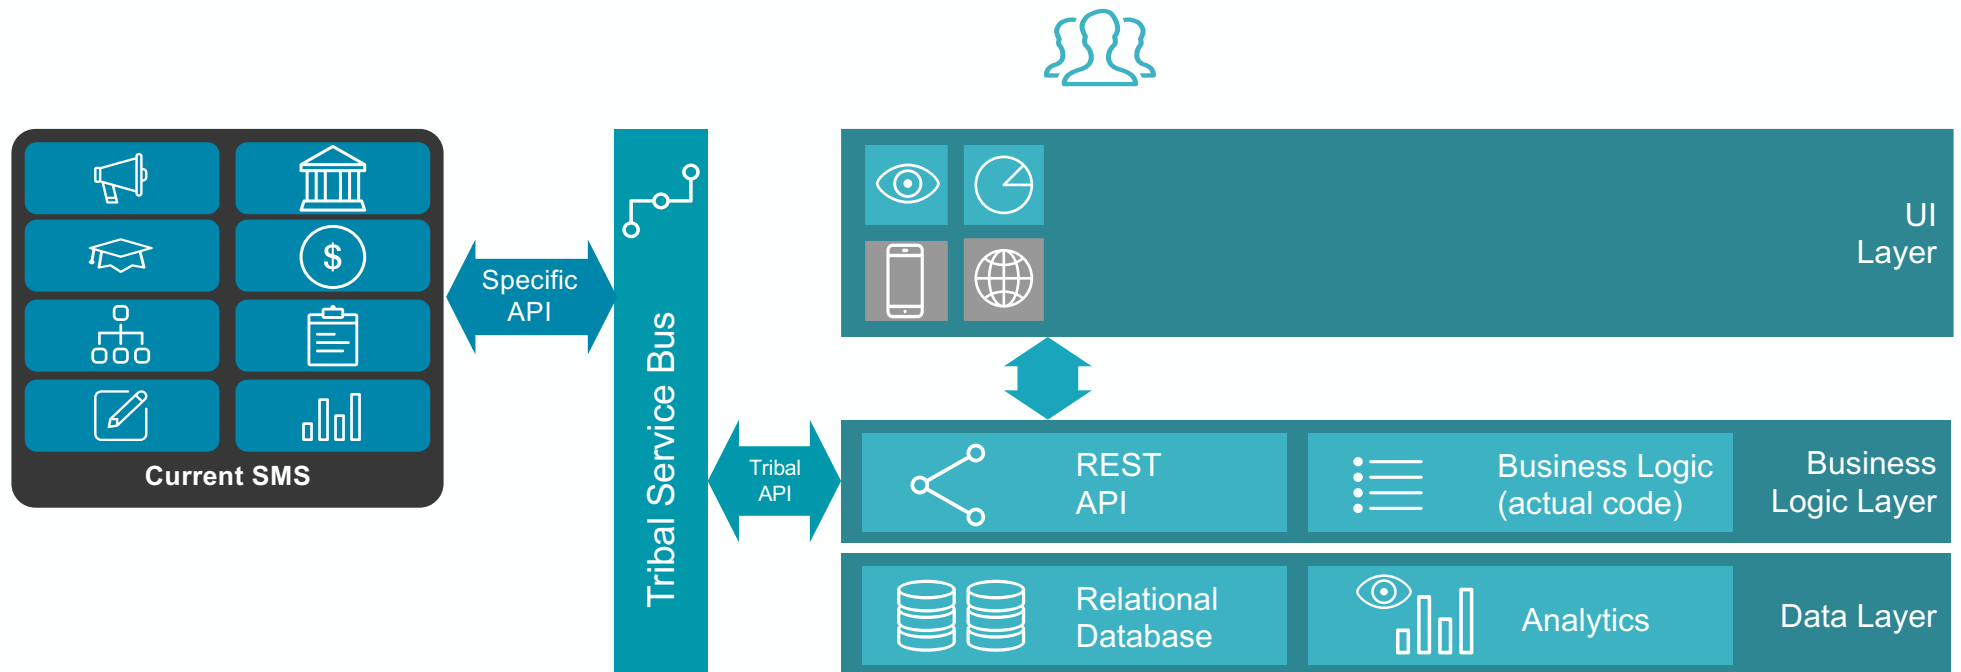 $
Current SMS
Specific
API
Tribal Service Bus
Tribal
API
UI
Layer
REST
API
Business Logic
(actual code)
Business
Logic Layer
Relational
Database
Analytics
Data Layer